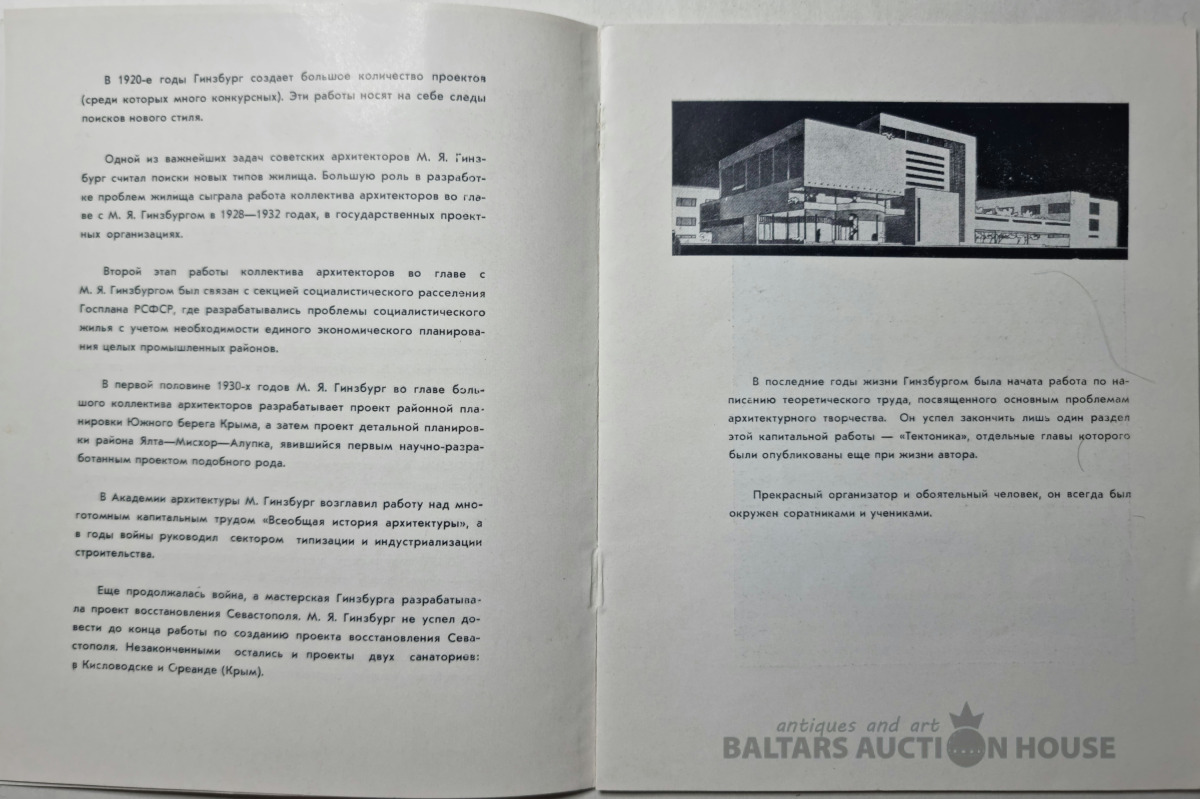 В 1920-е годы Гинзбург создает большое количество проектов
(среди которых много конкурсных). Эти работы носят на себе следы
поисков нового стиля.
Одной из важнейших задач советских архитекторов М. Я. Гинз-
бург считал поиски новых типов жилища. Большую роль в разработ-
ке проблем жилища сыграла работа коллектива архитекторов во гла-
ве с М. Я. Гинзбургом в 1928—1932 годах, в государственных проект-
ных организациях.
Второй этап работы коллектива архитекторов во главе с
М. Я. Гинзбургом был связан с секцией социалистического расселения
Госплана РСФСР, где разрабатывались проблемы социалистического
жилья с учетом необходимости единого экономического планирова-
ния целых промышленных районов.
В первой половине 1930-х годов М. Я. Гинзбург во главе боль-
шого коллектива архитекторов разрабатывает проект районной пла-
нировки Южного берега Крыма, а затем проект детальной планиров-
ки района Ялта—Мисхор—Алупка, явившийся первым научно-разра-
ботанным проектом подобного рода.
В Академии архитектуры М. Гинзбург возглавил работу над мно-
готомным капитальным трудом «Всеобщая история архитектуры», а
в годы войны руководил сектором типизации и индустриализации
строительства.
Еще продолжалась война, а мастерская Гинзбурга разрабатыва-
ла проект восстановления Севастополя. М. Я. Гинзбург не успел до-
вести до конца работы по созданию проекта восстановления Сева-
стополя. Незаконченными остались и проекты двух санаториев:
в Кисловодске и Ореанде (Крым).
В последние годы жизни Гинзбургом была начата работа по на-
писанию теоретического труда, посвященного основным проблемам
архитектурного творчества. Он успел закончить лишь один раздел
этой капитальной работы — «Тектоника», отдельные главы которого
были опубликованы еще при жизни автора.
Прекрасный организатор и обоятельный человек, он всегда был
окружен соратниками и учениками.
antiques and art
BALTARS AUCTION HOUSE